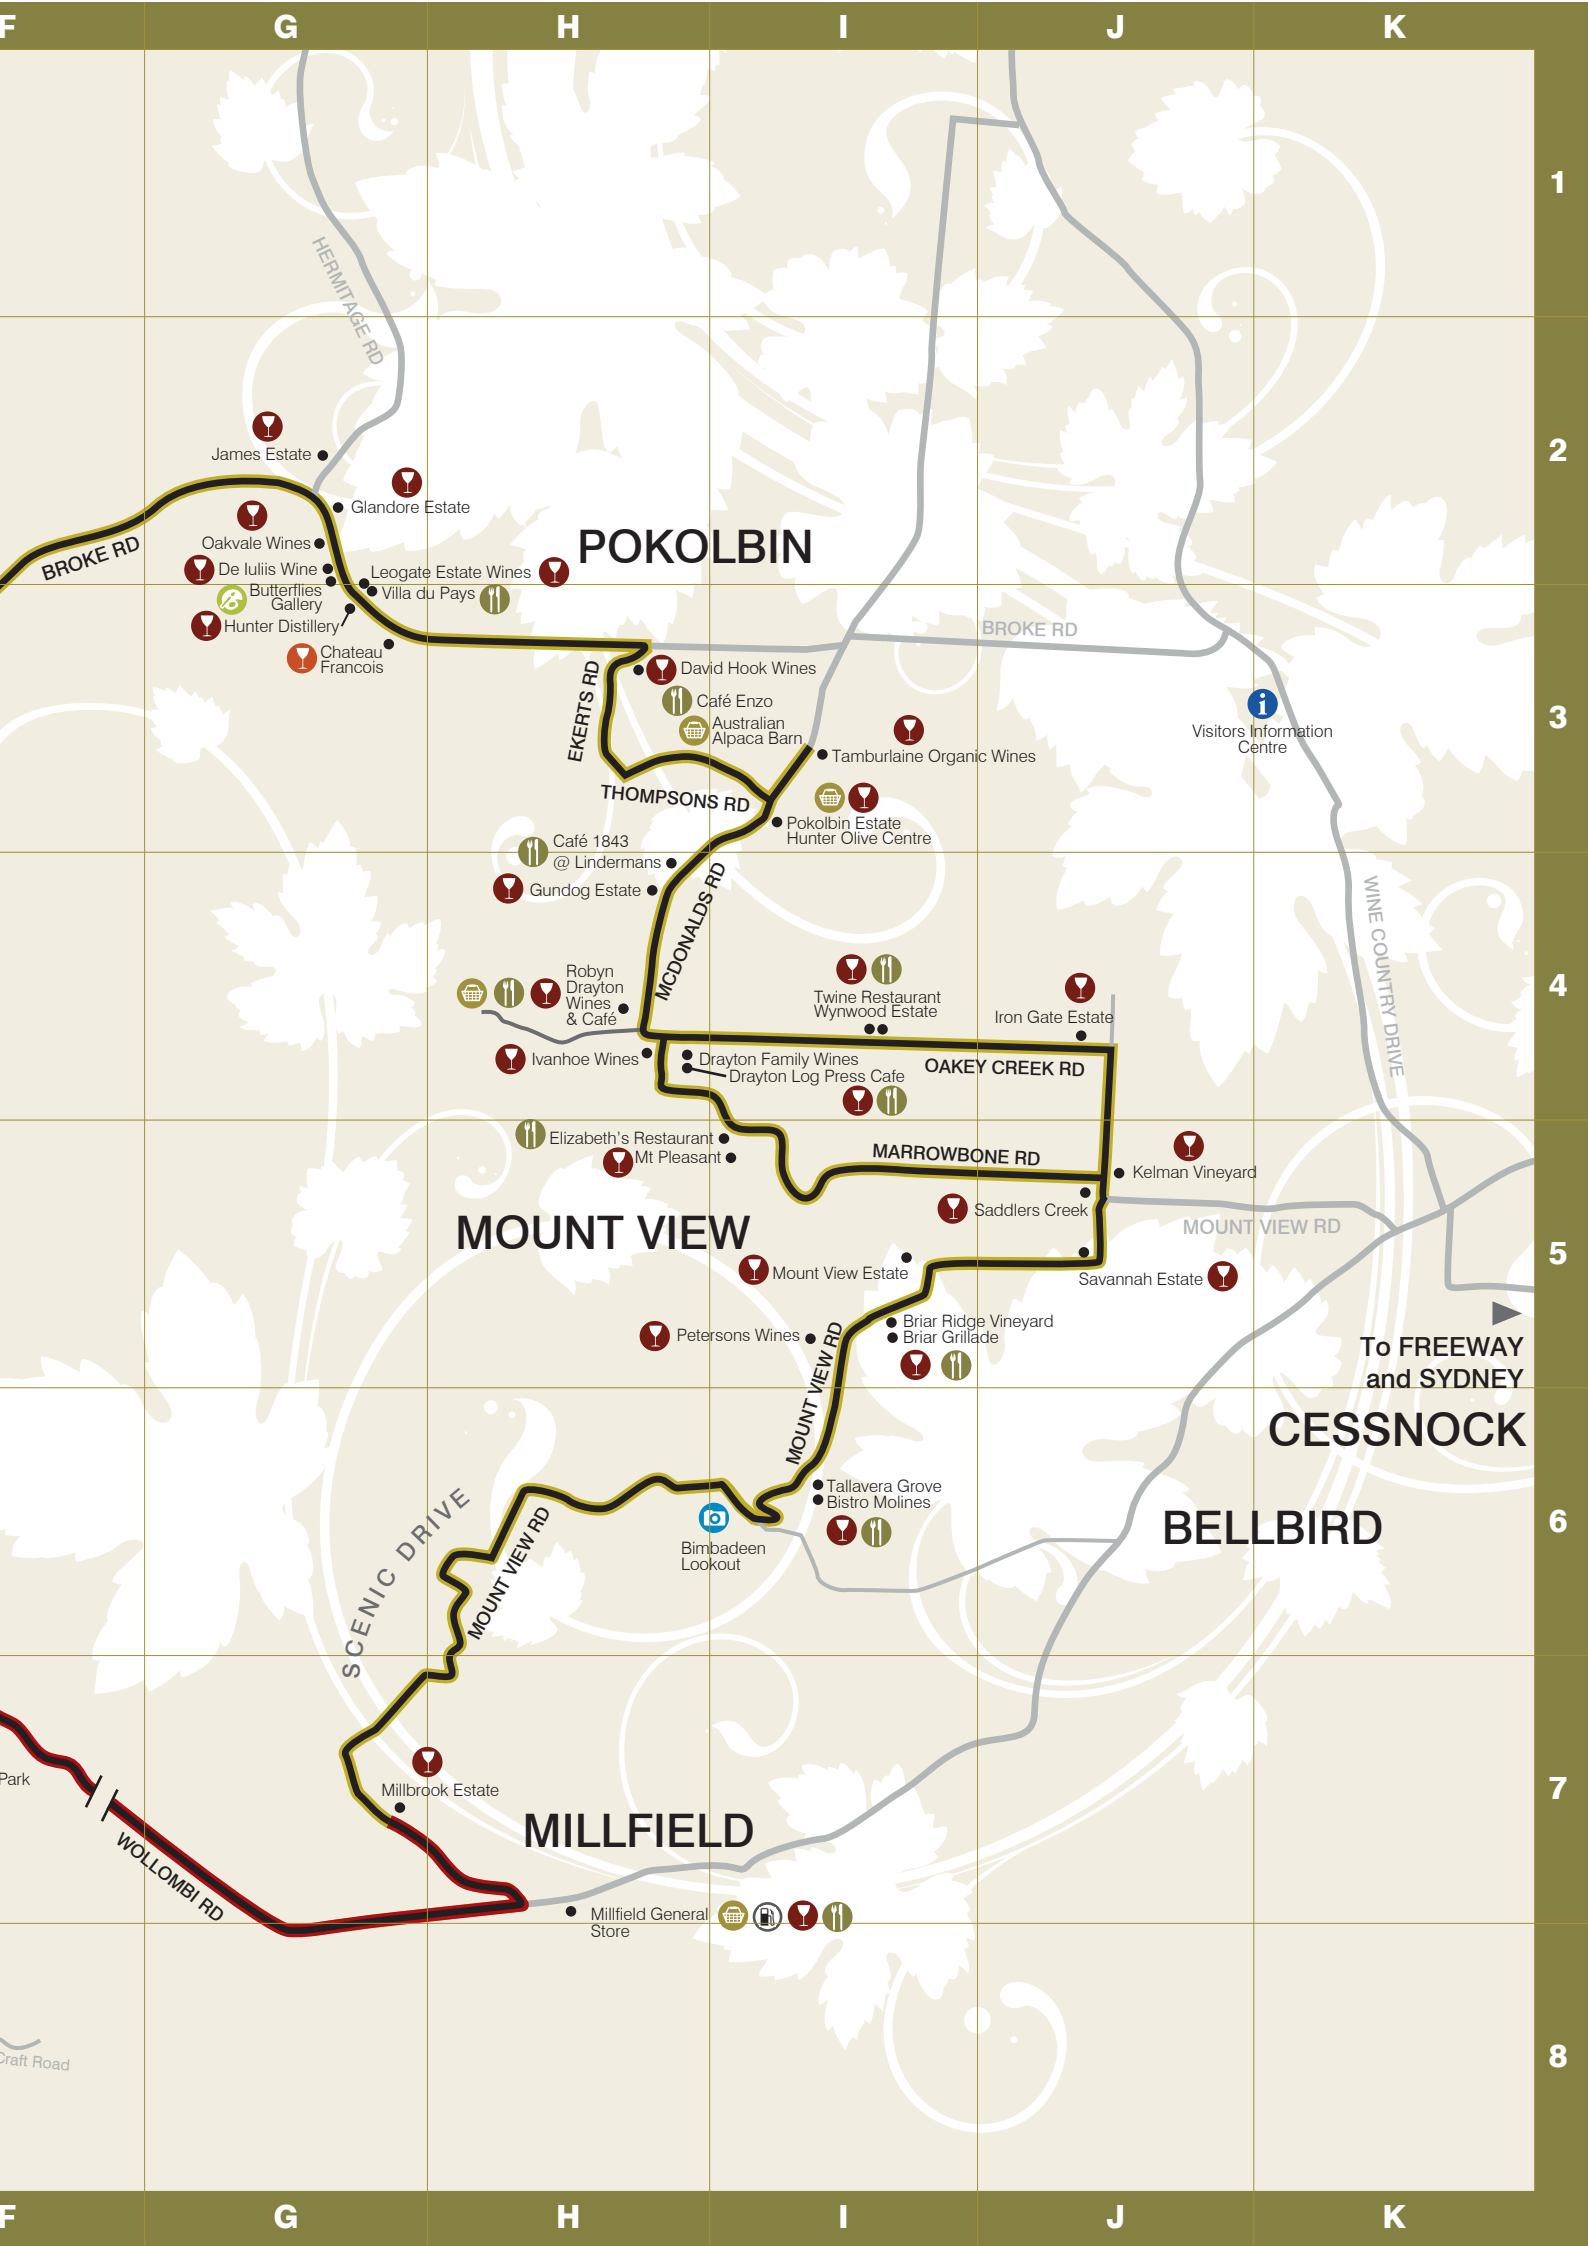 F G H I J K
1
HERMITAGE RD
2
James Estate
Glandore Estate
POKOLBIN
Oakvale Wines
BROKE RD
De Iuliis Wine
Leogate Estate Wines
Butterflies
Gallery
Villa du Pays
Hunter Distillery
BROKE RD
Chateau
Francois
EKERTS RD
David Hook Wines
Café Enzo
Australian
Alpaca Barn
3
i
Visitors Information
Centre
Tamburlaine Organic Wines
THOMPSONS RD
Pokolbin Estate
Hunter Olive Centre
Café 1843
@ Lindermans
Gundog Estate
MCDONALDS RD
WINE COUNTRY DRIVE
4
Robyn
Drayton
Wines
& Café
Twine Restaurant
Wynwood Estate
Iron Gate Estate
Ivanhoe Wines
Drayton Family Wines
Drayton Log Press Cafe
OAKEY CREEK RD
Elizabeth's Restaurant
Mt Pleasant
MARROWBONE RD
Kelman Vineyard
Saddlers Creek
MOUNT VIEW
MOUNT VIEW RD
5
Mount View Estate
Savannah Estate
Petersons Wines
Briar Ridge Vineyard
Briar Grillade
MOUNT VIEW RD
To FREEWAY
and SYDNEY
CESSNOCK
SCENIC DRIVE
Tallavera Grove
Bistro Molines
MOUNT VIEW RD
Bimbadeen
Lookout
BELLBIRD
6
Park
Millbrook Estate
7
MILLFIELD
WOLLOMBI RD
Millfield General
Store
Craft Road
8
F G H I J K